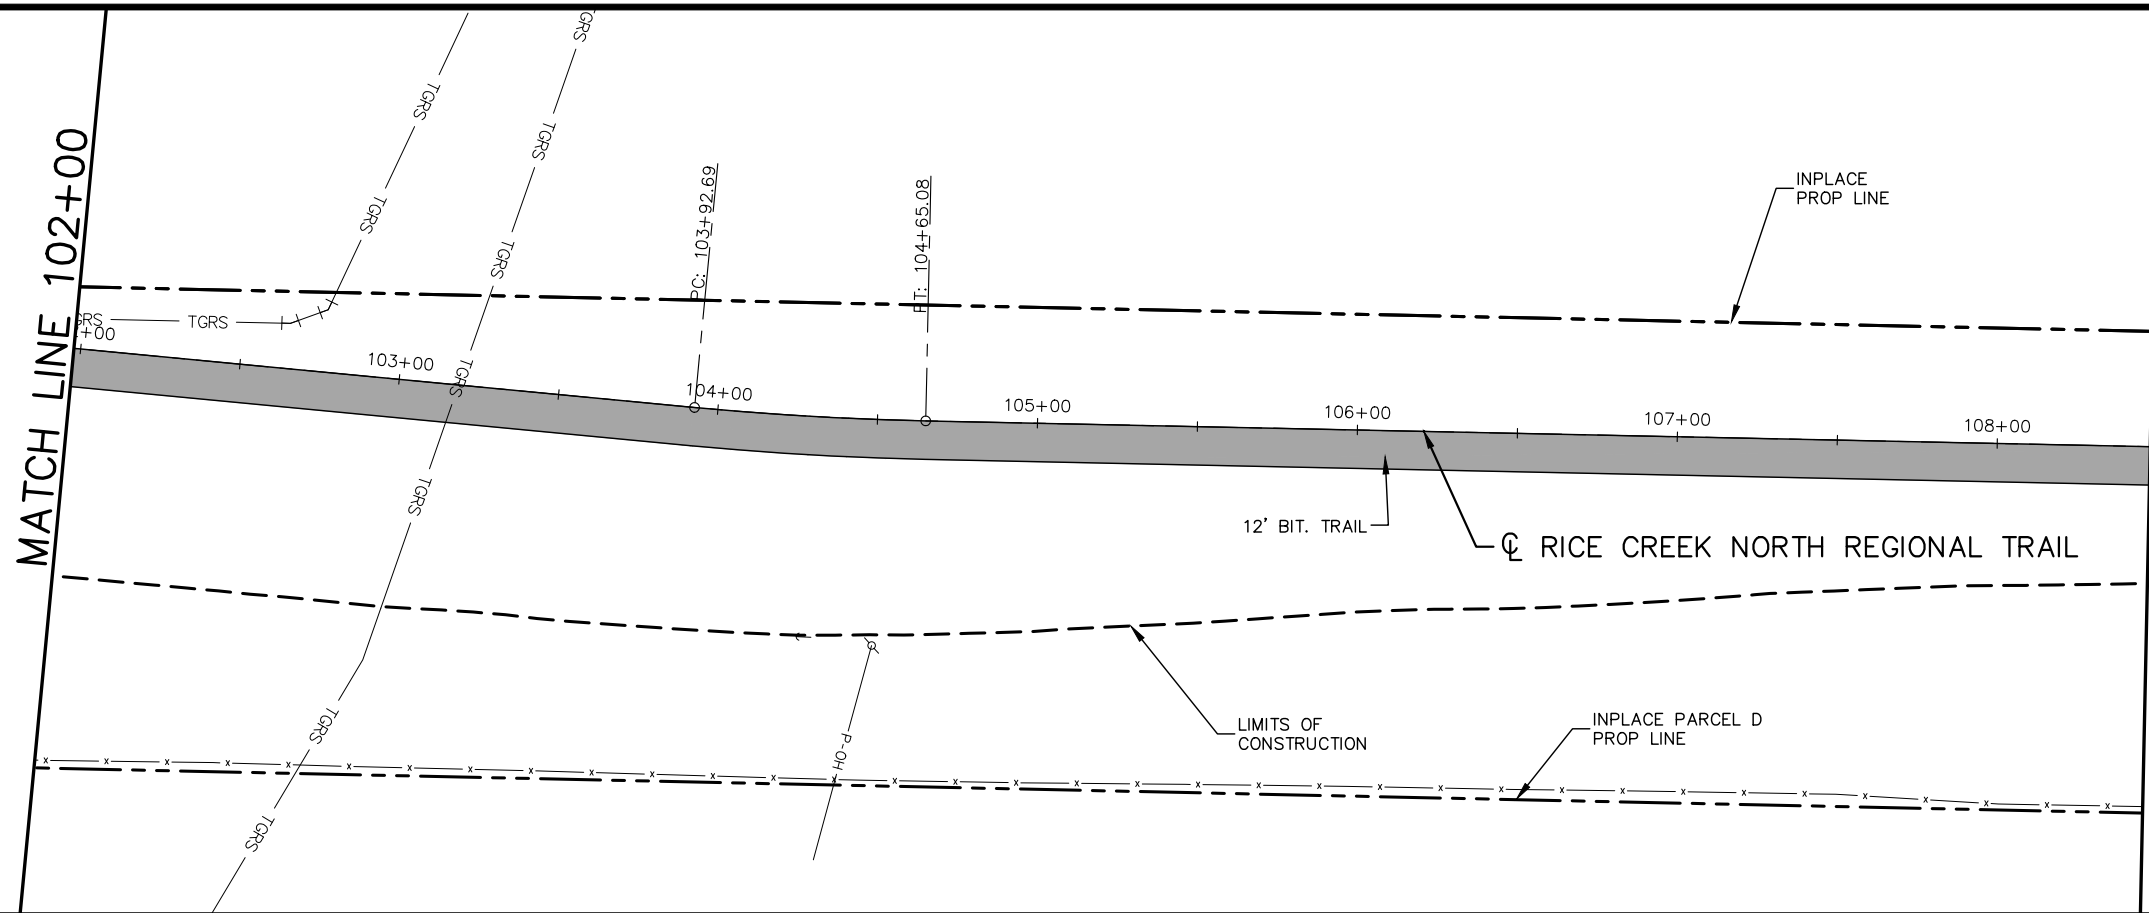 MATCH LINE 102+00
TGRS
TGRS
TGRS
TGRS
TGRS
TGRS
TGRS
TGRS
TGRS
TGRS
GRS
+00
PC: 103+92.69
PT: 104+65.08
INPLACE
PROP LINE
103+00
104+00
105+00
106+00
107+00
108+00
12' BIT. TRAIL
℄ RICE CREEK NORTH REGIONAL TRAIL
LIMITS OF
CONSTRUCTION
INPLACE PARCEL D
PROP LINE
P-OH